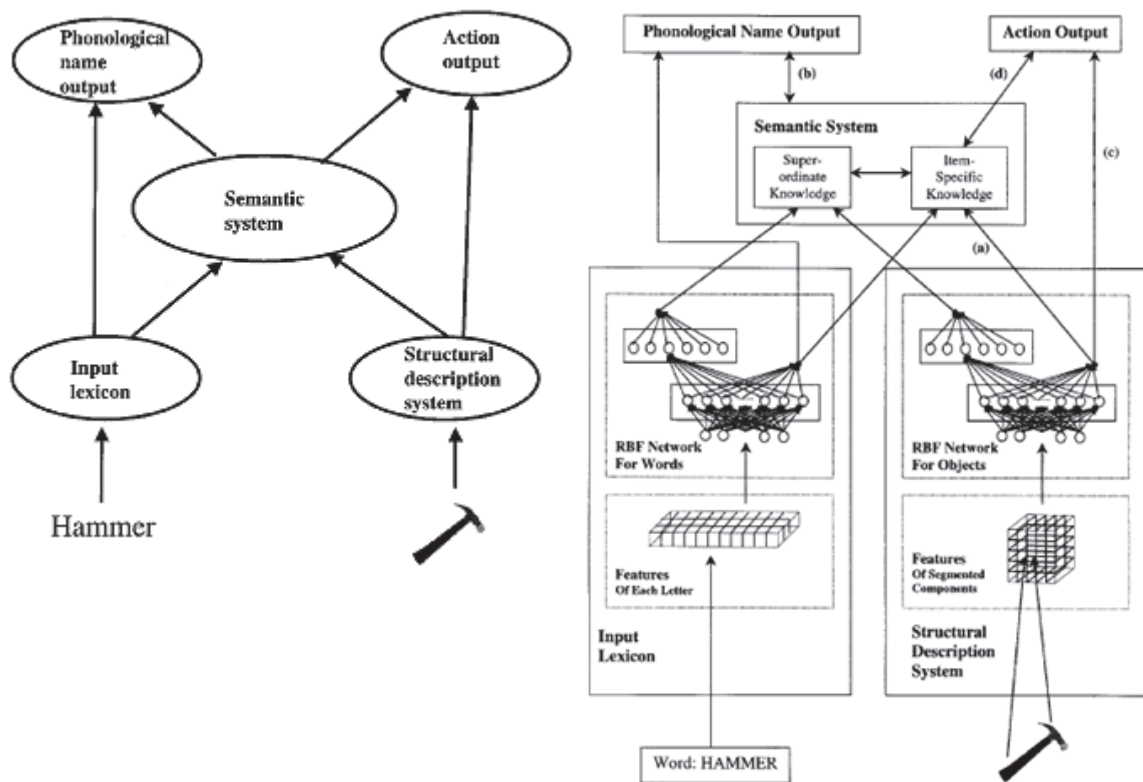 Phonological
name
output
Action
output
Semantic
system
Input
lexicon
Structural
description
system
Hammer
Phonological Name Output
Action Output
(b)
(d)
Semantic System
(c)
Super-
ordinate
Knowledge
Item-
Specific
Knowledge
(a)
RBF Network
For Words
Features
Of Each Letter
Input
Lexicon
Word: HAMMER
RBF Network
For Objects
Features
Of Segmented
Components
Structural
Description
System